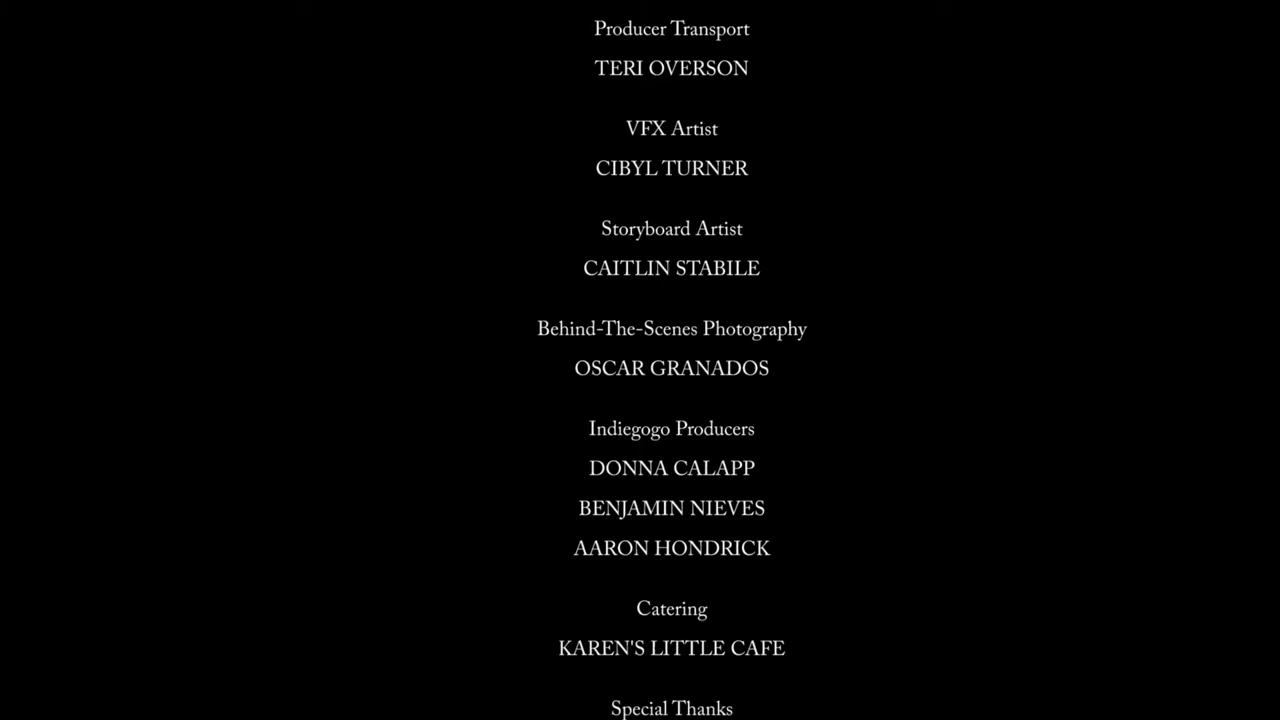 Producer Transport
TERI OVERSON
VFX Artist
CIBYL TURNER
Storyboard Artist
CAITLIN STABILE
Behind-The-Scenes Photography
OSCAR GRANADOS
Indiegogo Producers
DONNA CALAPP
BENJAMIN NIEVES
AARON HONDRICK
Catering
KAREN'S LITTLE CAFE
Special Thanks